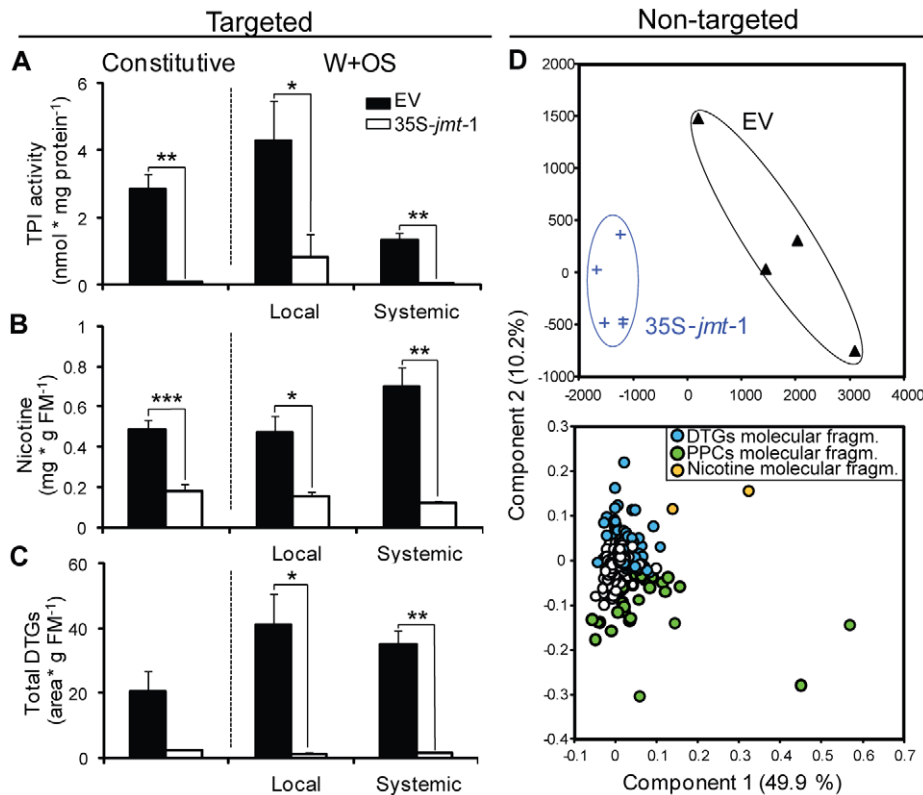 Targeted
Non-targeted
A
Constitutive
W+OS
EV
35S-jmt-1
TPI activity
(nmol * mg protein⁻¹)
6
4
2
0
**
*
**
Local
Systemic
B
Nicotine
(mg * g FM⁻¹)
1
0.8
0.6
0.4
0.2
0
***
*
**
Local
Systemic
C
Total DTGs
(area* g FM⁻¹)
60
40
20
0
*
**
Local
Systemic
D
2000
1500
1000
500
0
-500
-1000
EV
35S-jmt-1
-2000
-1000
0
1000
2000
3000
4000
Component 2 (10.2%)
0.3
0.2
0.1
0
-0.1
-0.2
-0.3
-0.4
DTGs molecular fragm.
PPCs molecular fragm.
Nicotine molecular fragm.
-0.1
0
0.1
0.2
0.3
0.4
0.5
0.6
0.7
Component 1 (49.9 %)